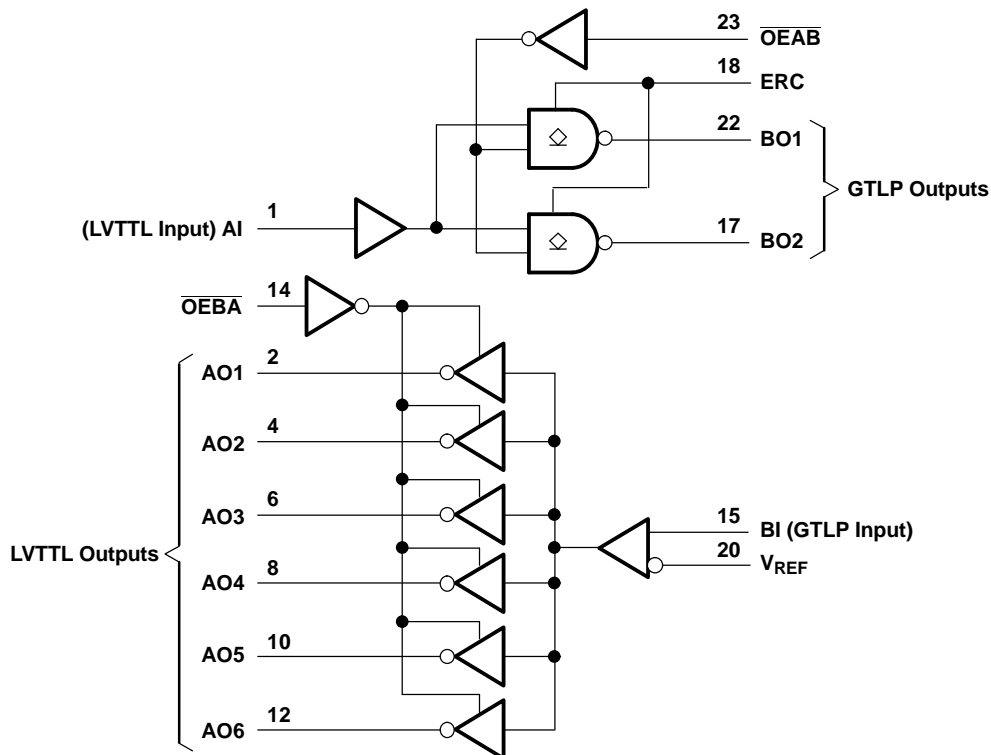 23 OEAB
18 ERC
22 BO1
GTLP Outputs
(LVTTL Input) AI 1
17 BO2
OEBA 14
AO1 2
AO2 4
AO3 6
15 BI (GTLP Input)
LVTTL Outputs
20 VREF
AO4 8
AO5 10
AO6 12